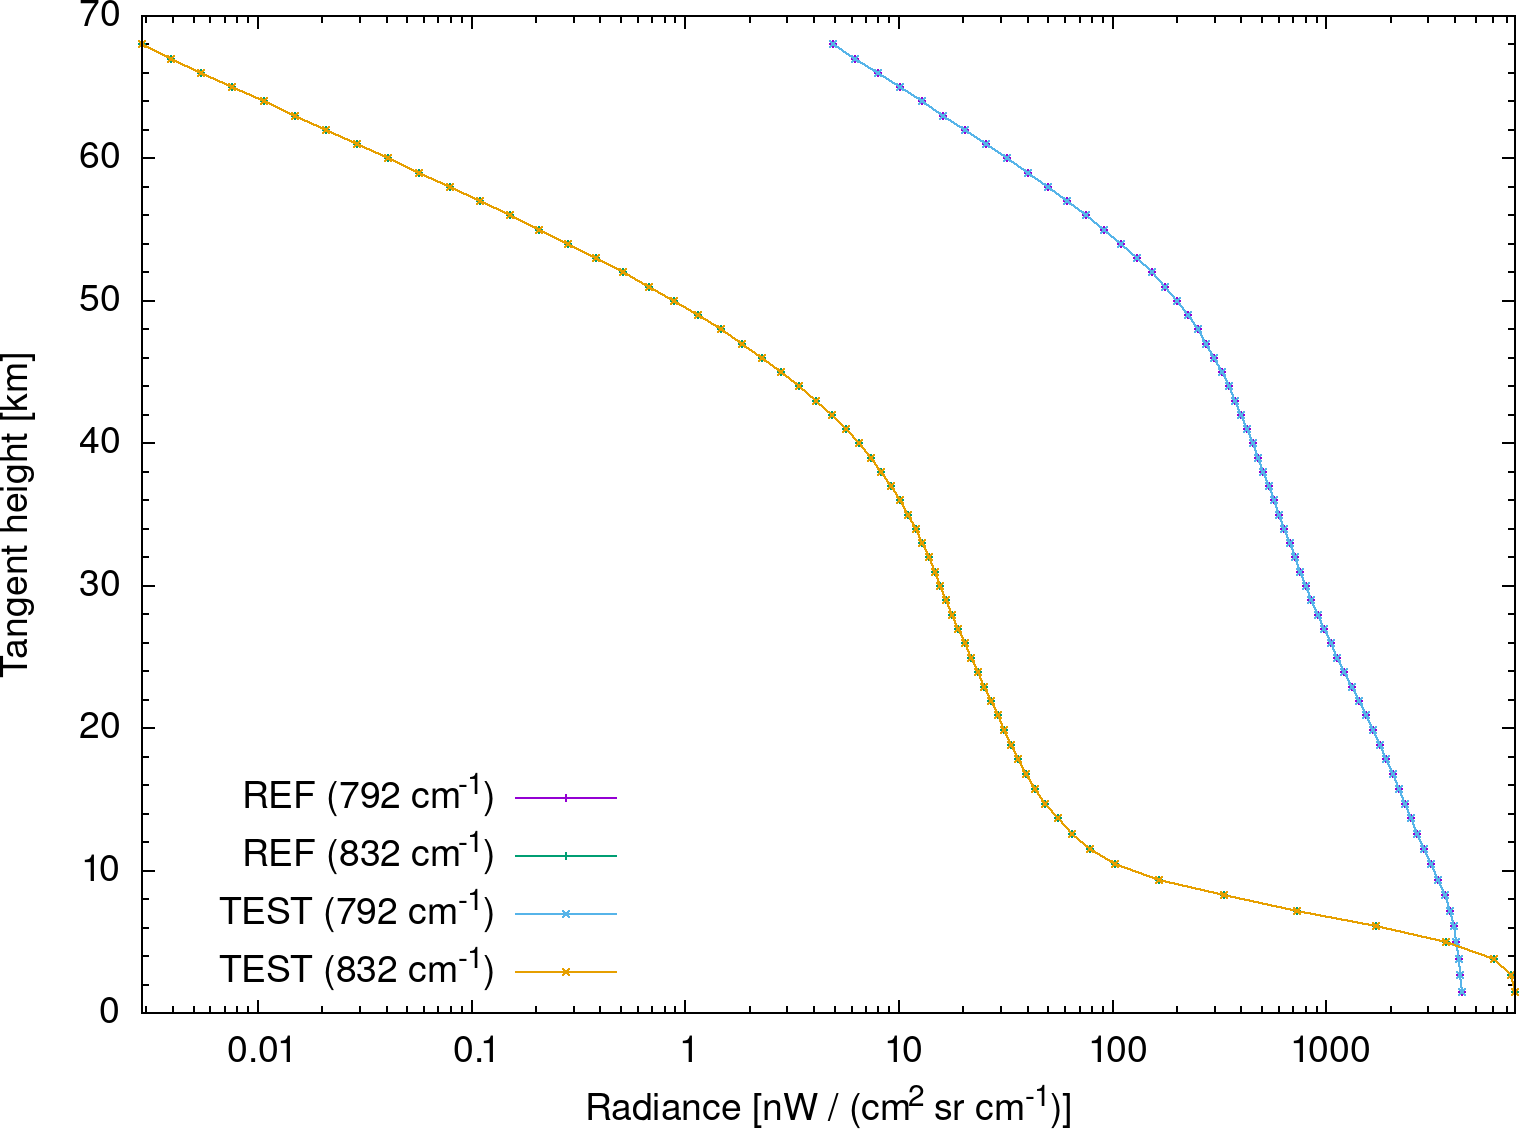 70
60
50
40
30
20
10
0
Tangent height [km]
REF (792 cm-1)
REF (832 cm-1)
TEST (792 cm-1)
TEST (832 cm-1)
0.01 0.1 1 10 100 1000
Radiance [nW / (cm2 sr cm-1)]